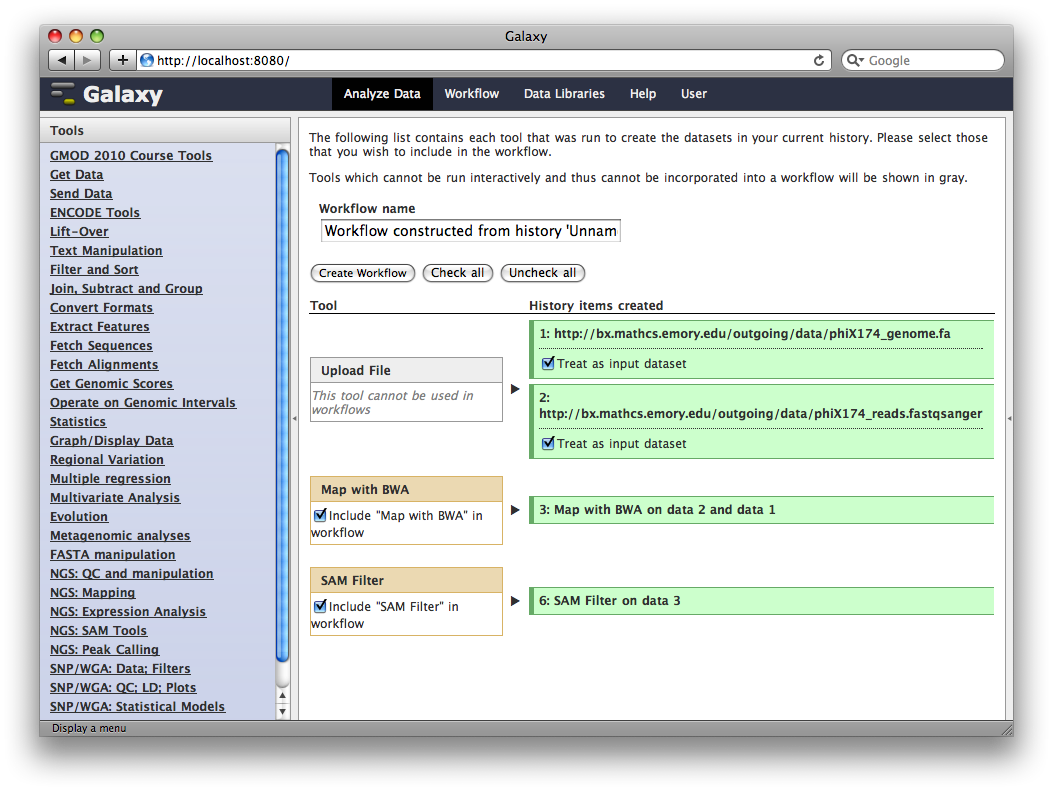 Galaxy
http://localhost:8080/
Google
Galaxy
Analyze Data
Workflow
Data Libraries
Help
User
Tools
GMOD 2010 Course Tools
Get Data
Send Data
ENCODE Tools
Lift-Over
Text Manipulation
Filter and Sort
Join, Subtract and Group
Convert Formats
Extract Features
Fetch Sequences
Fetch Alignments
Get Genomic Scores
Operate on Genomic Intervals
Statistics
Graph/Display Data
Regional Variation
Multiple regression
Multivariate Analysis
Evolution
Metagenomic analyses
FASTA manipulation
NGS: QC and manipulation
NGS: Mapping
NGS: Expression Analysis
NGS: SAM Tools
NGS: Peak Calling
SNP/WGA: Data; Filters
SNP/WGA: QC; LD; Plots
SNP/WGA: Statistical Models
The following list contains each tool that was run to create the datasets in your current history. Please select those
that you wish to include in the workflow.
Tools which cannot be run interactively and thus cannot be incorporated into a workflow will be shown in gray.
Workflow name
Workflow constructed from history 'Unnam
Create Workflow
Check all
Uncheck all
Tool
History items created
Upload File
This tool cannot be used in
workflows
1: http://bx.mathcs.emory.edu/outgoing/data/phiX174_genome.fa
Treat as input dataset
2:
http://bx.mathcs.emory.edu/outgoing/data/phiX174_reads.fastqsanger
Treat as input dataset
Map with BWA
Include "Map with BWA" in
workflow
3: Map with BWA on data 2 and data 1
SAM Filter
Include "SAM Filter" in
workflow
6: SAM Filter on data 3
Display a menu